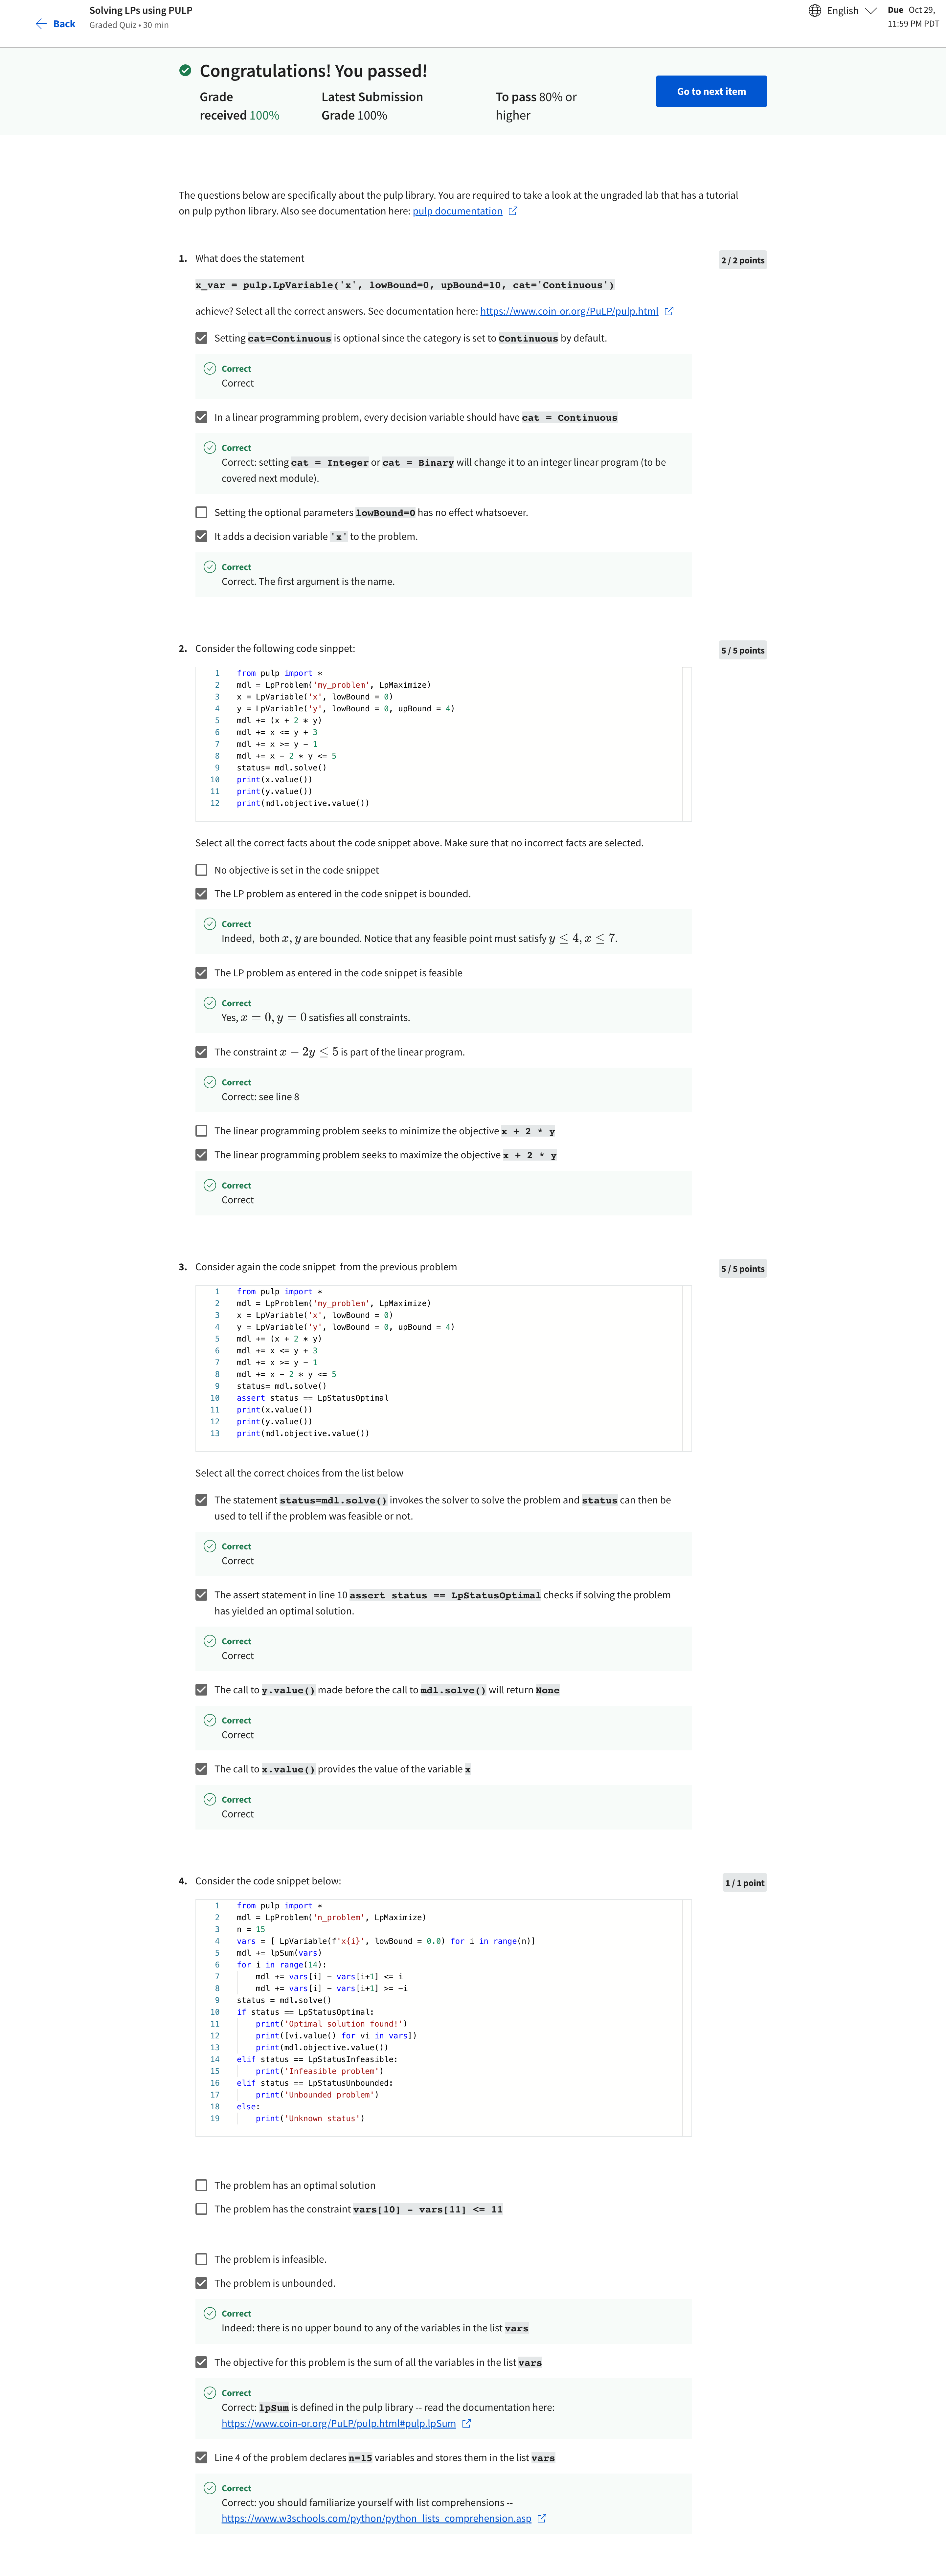 Back
Solving LPs using PULP
Graded Quiz • 30 min
English
Due Oct 29,
11:59 PM PDT
Congratulations! You passed!
Grade
received 100%
Latest Submission
Grade 100%
To pass 80% or
higher
Go to next item
The questions below are specifically about the pulp library. You are required to take a look at the ungraded lab that has a tutorial
on pulp python library. Also see documentation here: pulp documentation
1. What does the statement
2 / 2 points
x_var = pulp.LpVariable('x', lowBound=0, upBound=10, cat='Continuous')
achieve? Select all the correct answers. See documentation here: https://www.coin-or.org/PuLP/pulp.html
Setting cat=Continuous is optional since the category is set to Continuous by default.
Correct
Correct
In a linear programming problem, every decision variable should have cat = Continuous
Correct
Correct: setting cat = Integer or cat = Binary will change it to an integer linear program (to be
covered next module).
Setting the optional parameters lowBound=0 has no effect whatsoever.
It adds a decision variable 'x' to the problem.
Correct
Correct. The first argument is the name.
2. Consider the following code sinppet:
5 / 5 points
1 from pulp import *
2 mdl = LpProblem('my_problem', LpMaximize)
3 x = LpVariable('x', lowBound = 0)
4 y = LpVariable('y', lowBound = 0, upBound = 4)
5 mdl += (x + 2 * y)
6 mdl += x <= y + 3
7 mdl += x >= y - 1
8 mdl += x - 2 * y <= 5
9 status= mdl.solve()
10 print(x.value())
11 print(y.value())
12 print(mdl.objective.value())
Select all the correct facts about the code snippet above. Make sure that no incorrect facts are selected.
No objective is set in the code snippet
The LP problem as entered in the code snippet is bounded.
Correct
Indeed, both x, y are bounded. Notice that any feasible point must satisfy y ≤ 4, x ≤ 7.
The LP problem as entered in the code snippet is feasible
Correct
Yes, x = 0, y = 0 satisfies all constraints.
The constraint x − 2y ≤ 5 is part of the linear program.
Correct
Correct: see line 8
The linear programming problem seeks to minimize the objective x + 2 * y
The linear programming problem seeks to maximize the objective x + 2 * y
Correct
Correct
3. Consider again the code snippet from the previous problem
5 / 5 points
1 from pulp import *
2 mdl = LpProblem('my_problem', LpMaximize)
3 x = LpVariable('x', lowBound = 0)
4 y = LpVariable('y', lowBound = 0, upBound = 4)
5 mdl += (x + 2 * y)
6 mdl += x <= y + 3
7 mdl += x >= y - 1
8 mdl += x - 2 * y <= 5
9 status= mdl.solve()
10 assert status == LpStatusOptimal
11 print(x.value())
12 print(y.value())
13 print(mdl.objective.value())
Select all the correct choices from the list below
The statement status=mdl.solve() invokes the solver to solve the problem and status can then be
used to tell if the problem was feasible or not.
Correct
Correct
The assert statement in line 10 assert status == LpStatusOptimal checks if solving the problem
has yielded an optimal solution.
Correct
Correct
The call to y.value() made before the call to mdl.solve() will return None
Correct
Correct
The call to x.value() provides the value of the variable x
Correct
Correct
4. Consider the code snippet below:
1 / 1 point
1 from pulp import *
2 mdl = LpProblem('n_problem', LpMaximize)
3 n = 15
4 vars = [ LpVariable(f'x{i}', lowBound = 0.0) for i in range(n)]
5 mdl += lpSum(vars)
6 for i in range(14):
7 mdl += vars[i] - vars[i+1] <= i
8 mdl += vars[i] - vars[i+1] >= -i
9 status = mdl.solve()
10 if status == LpStatusOptimal:
11 print('Optimal solution found!')
12 print([vi.value() for vi in vars])
13 print(mdl.objective.value())
14 elif status == LpStatusInfeasible:
15 print('Infeasible problem')
16 elif status == LpStatusUnbounded:
17 print('Unbounded problem')
18 else:
19 print('Unknown status')
The problem has an optimal solution
The problem has the constraint vars[10] - vars[11] <= 11
The problem is infeasible.
The problem is unbounded.
Correct
Indeed: there is no upper bound to any of the variables in the list vars
The objective for this problem is the sum of all the variables in the list vars
Correct
Correct: lpSum is defined in the pulp library -- read the documentation here:
https://www.coin-or.org/PuLP/pulp.html#pulp.lpSum
Line 4 of the problem declares n=15 variables and stores them in the list vars
Correct
Correct: you should familiarize yourself with list comprehensions --
https://www.w3schools.com/python/python_lists_comprehension.asp